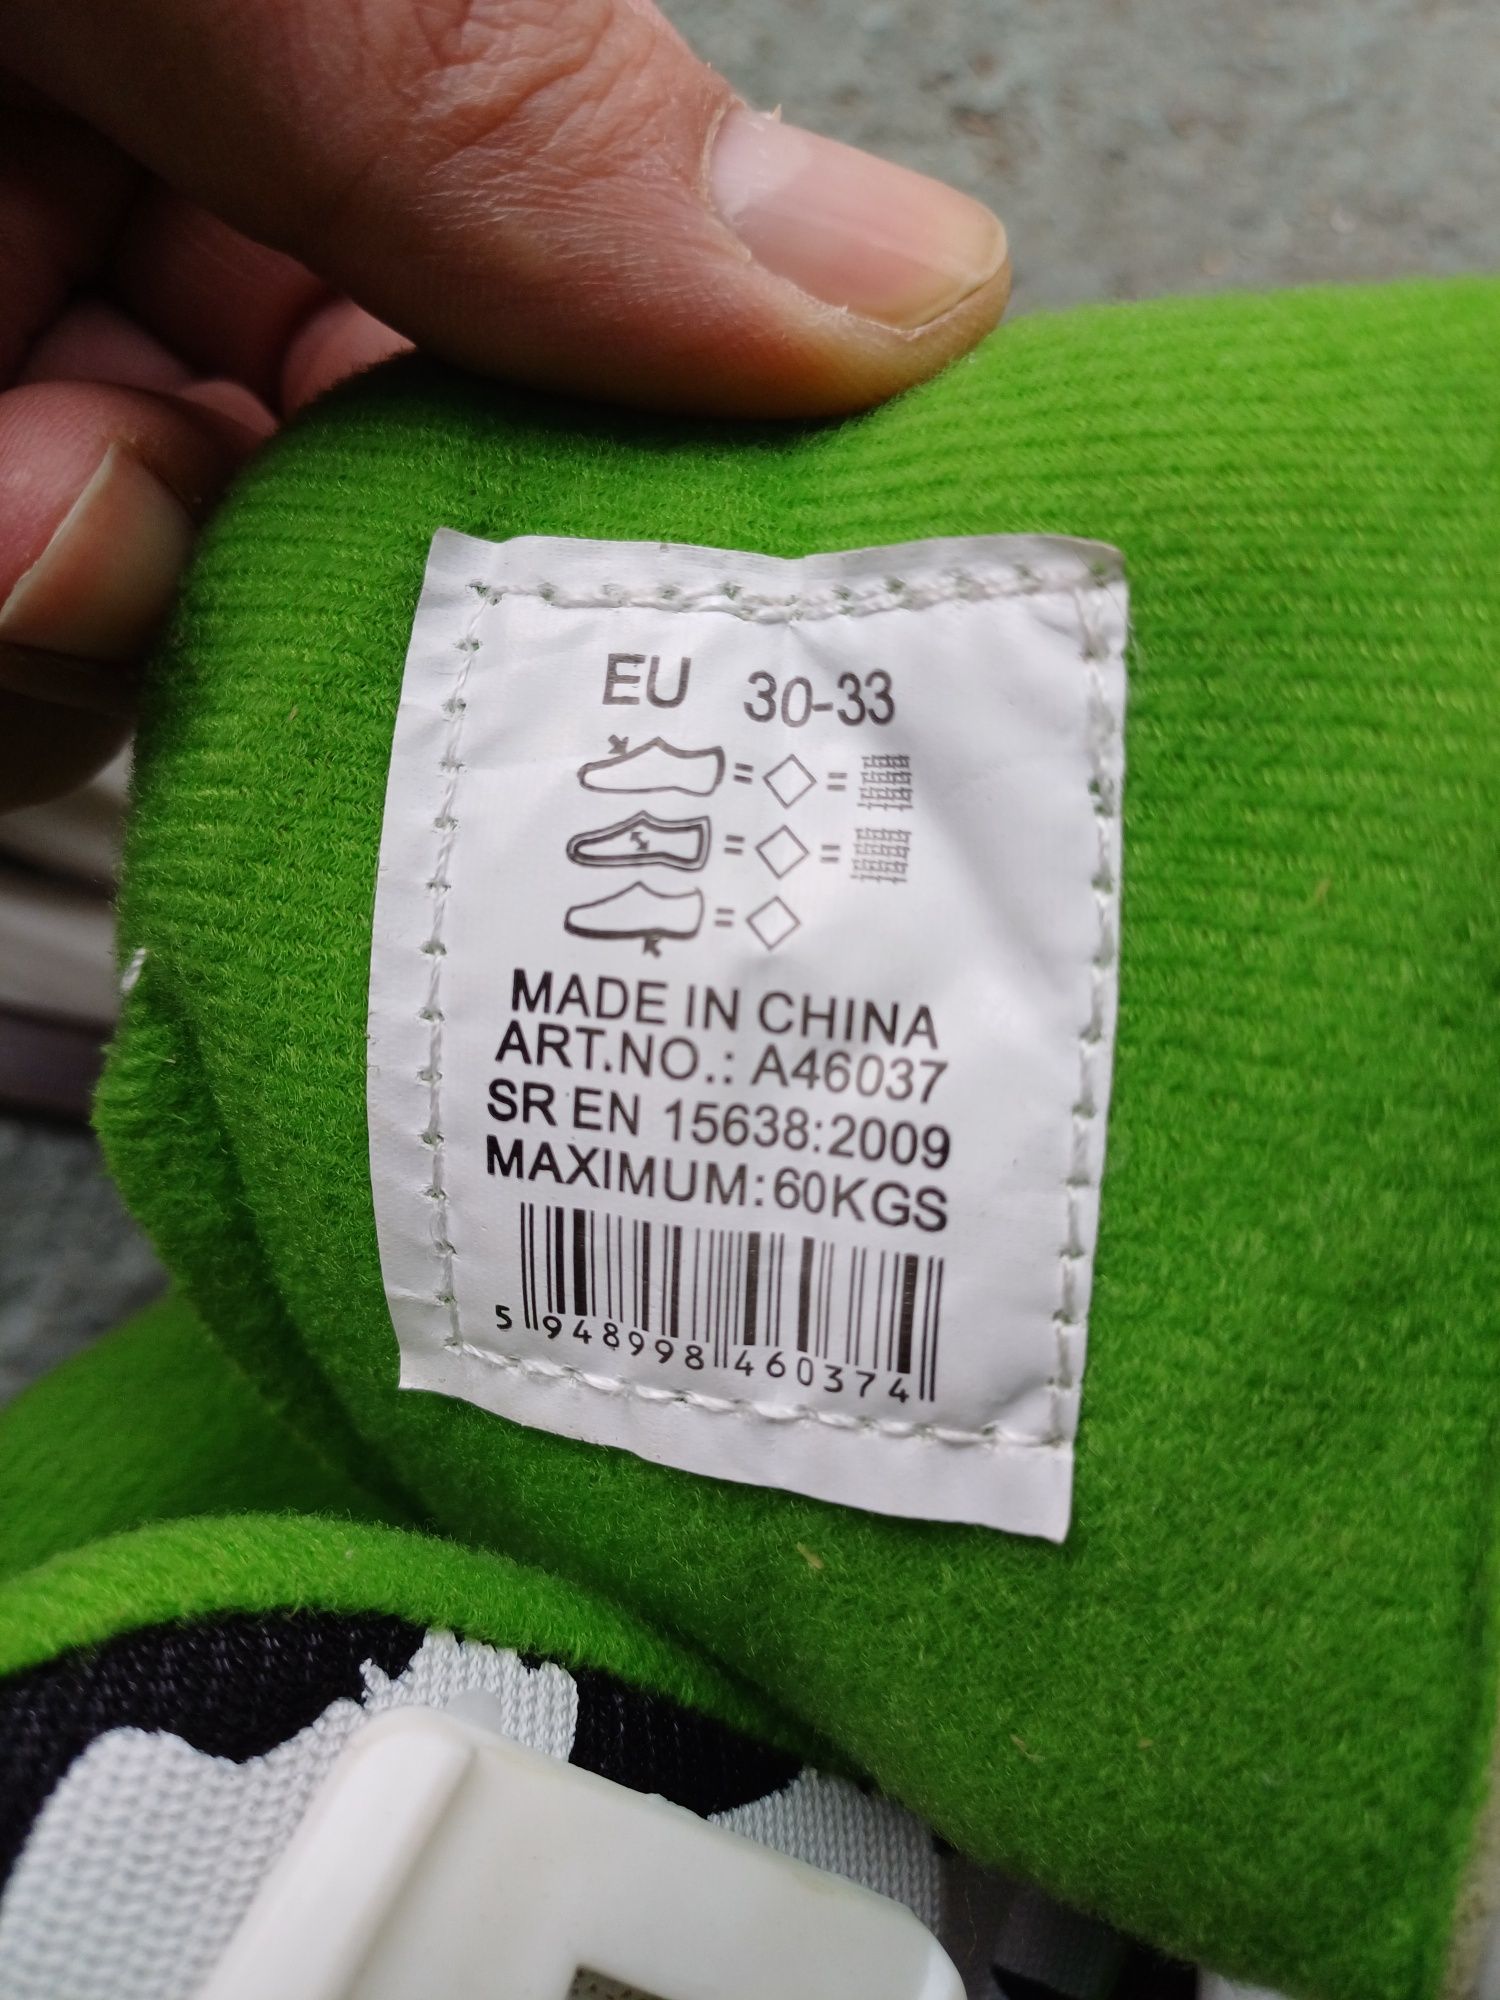 EU 30-33
= =
= =
=
MADE IN CHINA
ART.NO.: A46037
SR EN 15638:2009
MAXIMUM:60KGS
5 948998 460374